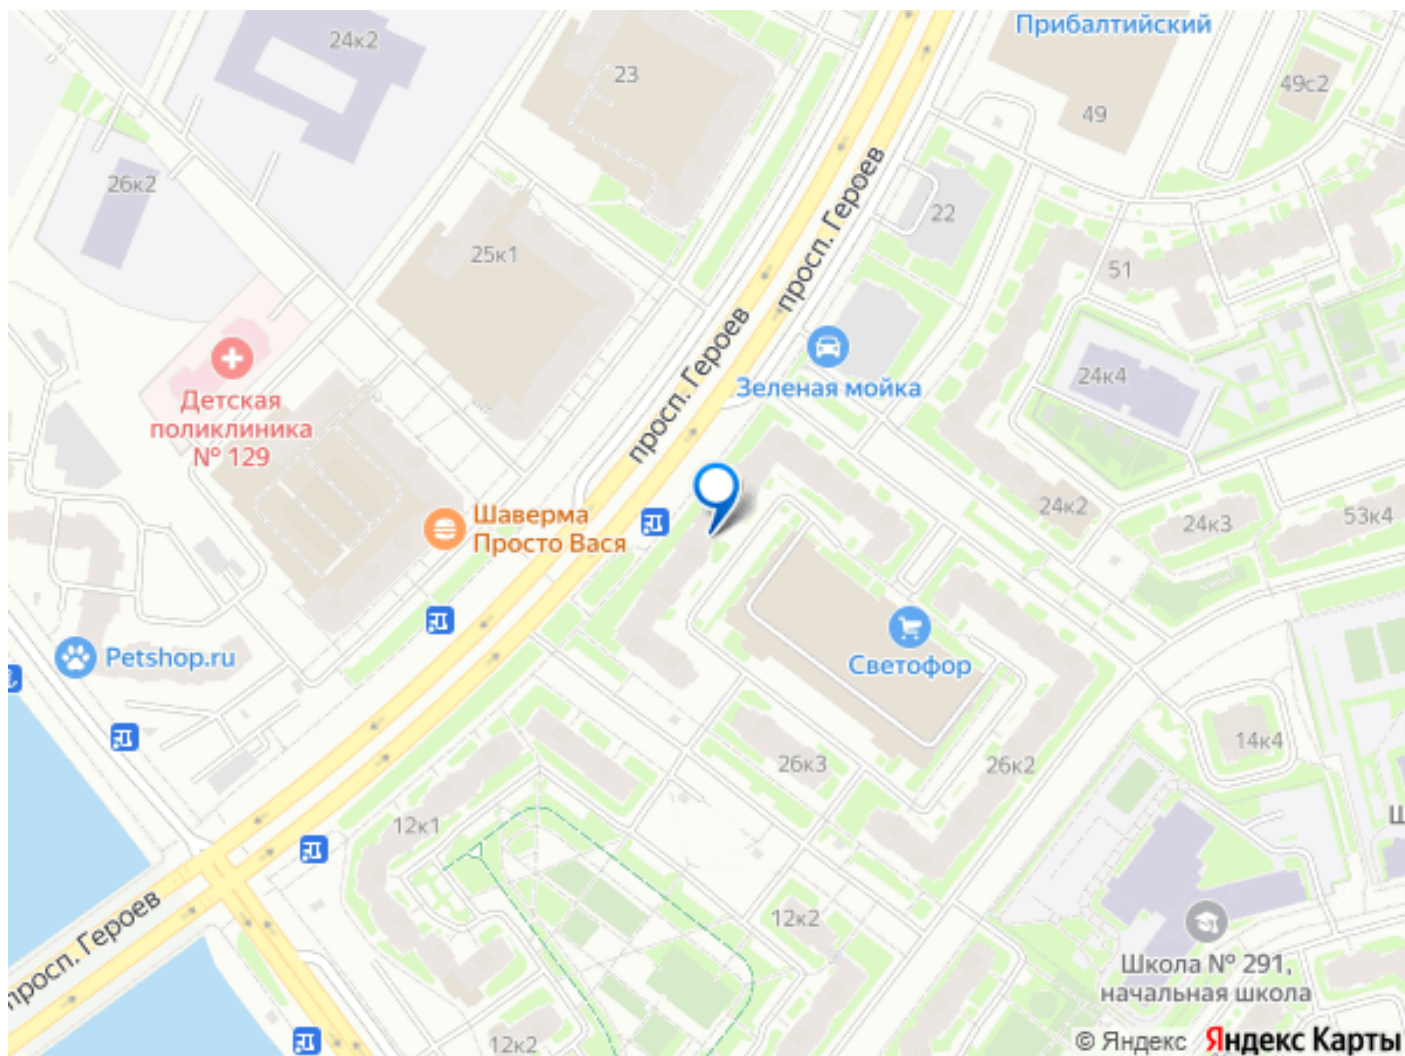 Прибалтийский
24к2
23
49с2
49
26к2
просп. Героев
22
25к1
51
просп. Героев
Зеленая мойка
24к4
Детская
поликлиника
№ 129
Шаверма
Просто Вася
24к2
24к3
53к4
Petshop.ru
Светофор
14к4
26к3
26к2
12к1
Ш
12к2
просп. Героев
Школа № 291,
начальная школа
12к2
© Яндекс Яндекс Карты